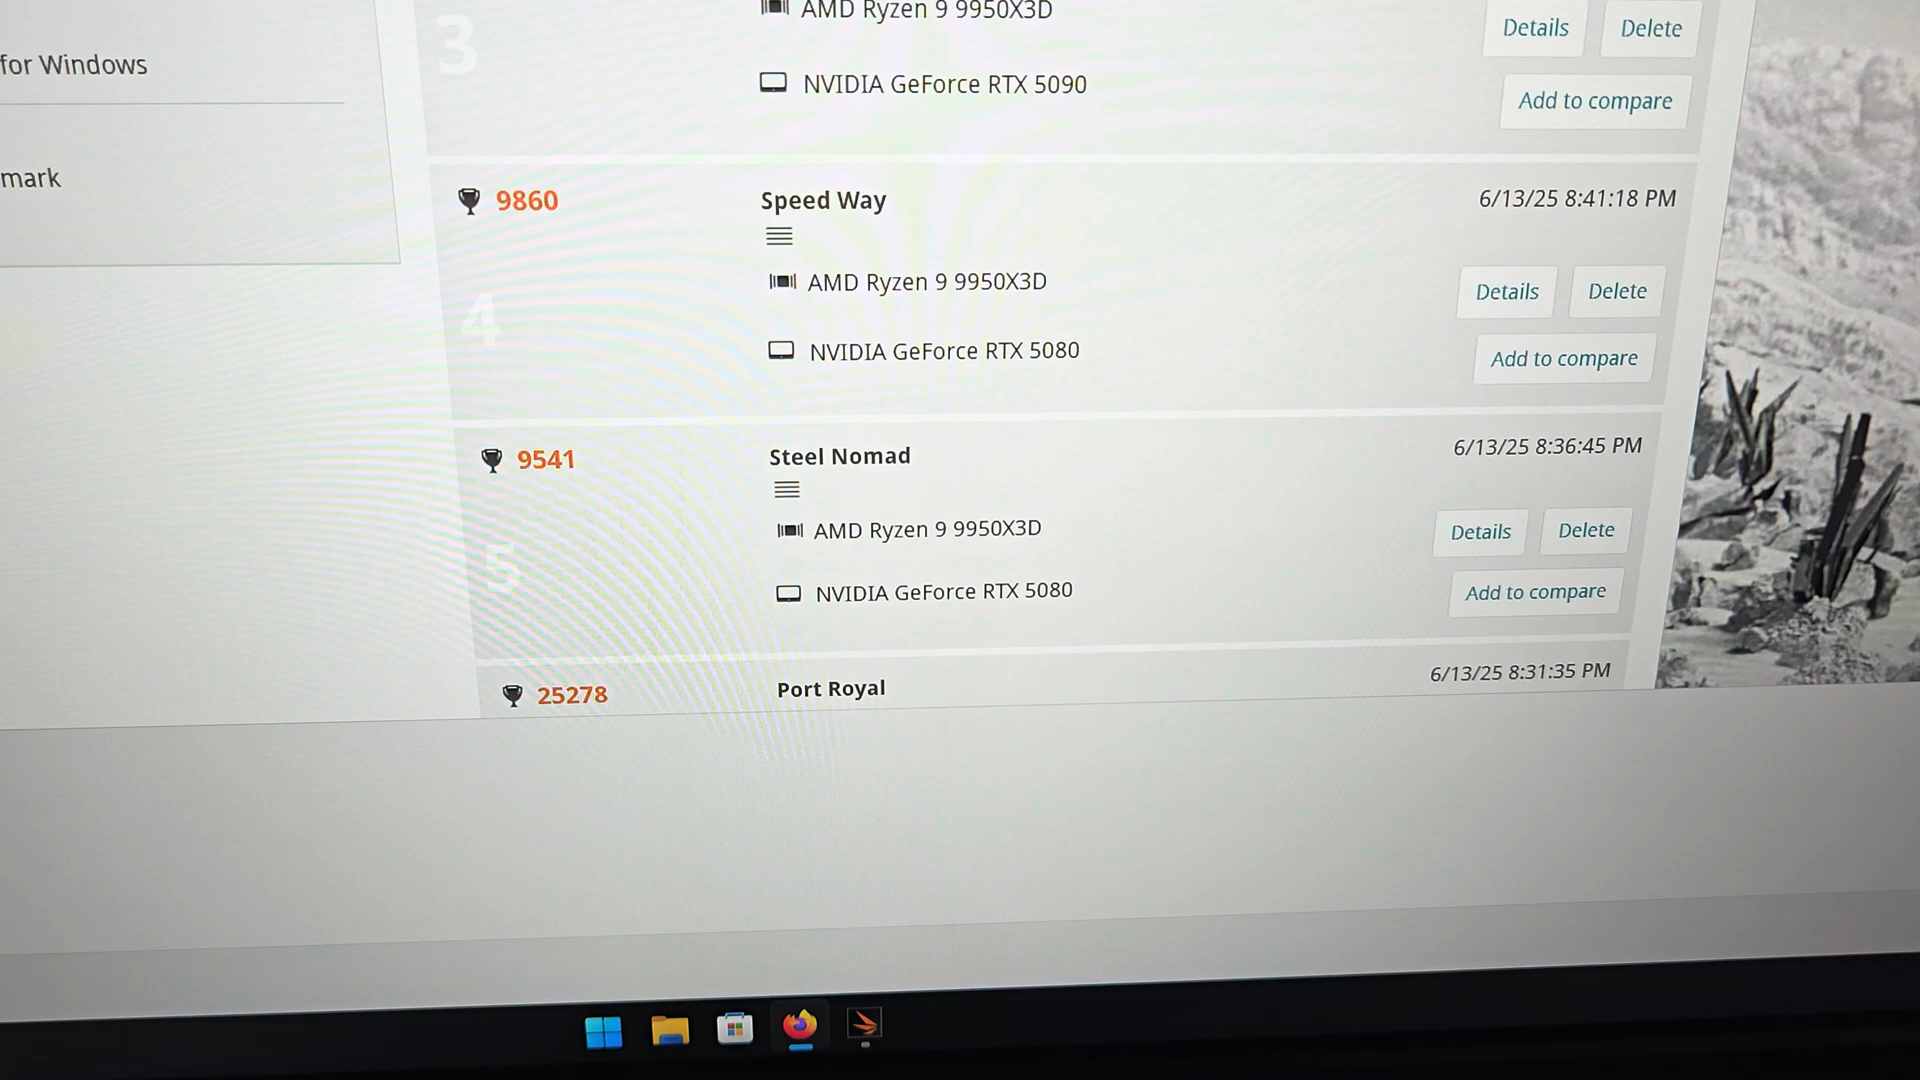 for Windows
mark
3
AMD Ryzen 9 9950X3D
NVIDIA GeForce RTX 5090
Details
Delete
Add to compare
9860
Speed Way
6/13/25 8:41:18 PM
4
AMD Ryzen 9 9950X3D
NVIDIA GeForce RTX 5080
Details
Delete
Add to compare
9541
Steel Nomad
6/13/25 8:36:45 PM
5
AMD Ryzen 9 9950X3D
NVIDIA GeForce RTX 5080
Details
Delete
Add to compare
25278
Port Royal
6/13/25 8:31:35 PM